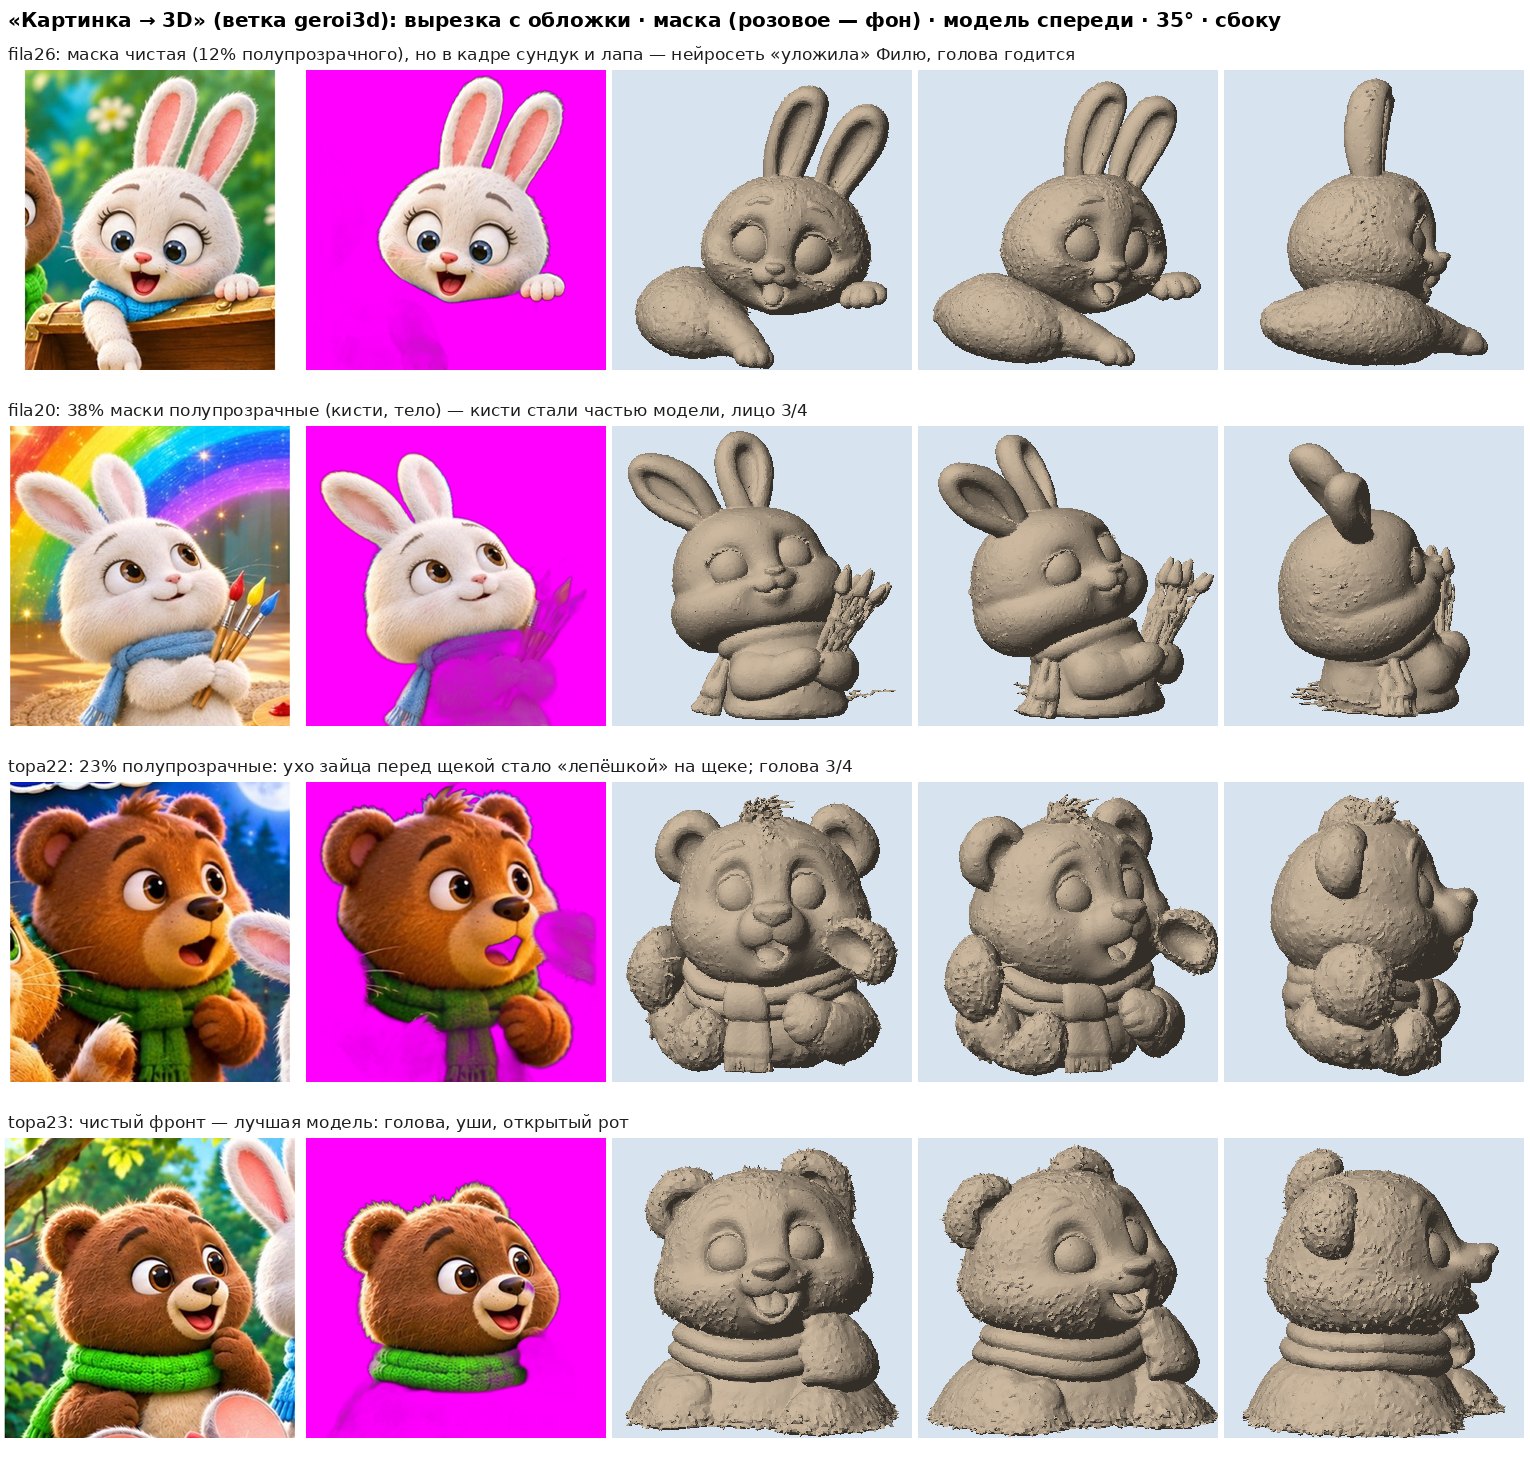 «Картинка → 3D» (ветка geroi3d): вырезка с обложки · маска (розовое — фон) · модель спереди · 35° · сбоку
fila26: маска чистая (12% полупрозрачного), но в кадре сундук и лапа — нейросеть «уложила» Филю, голова годится
fila20: 38% маски полупрозрачные (кисти, тело) — кисти стали частью модели, лицо 3/4
topa22: 23% полупрозрачные: ухо зайца перед щекой стало «лепёшкой» на щеке; голова 3/4
topa23: чистый фронт — лучшая модель: голова, уши, открытый рот